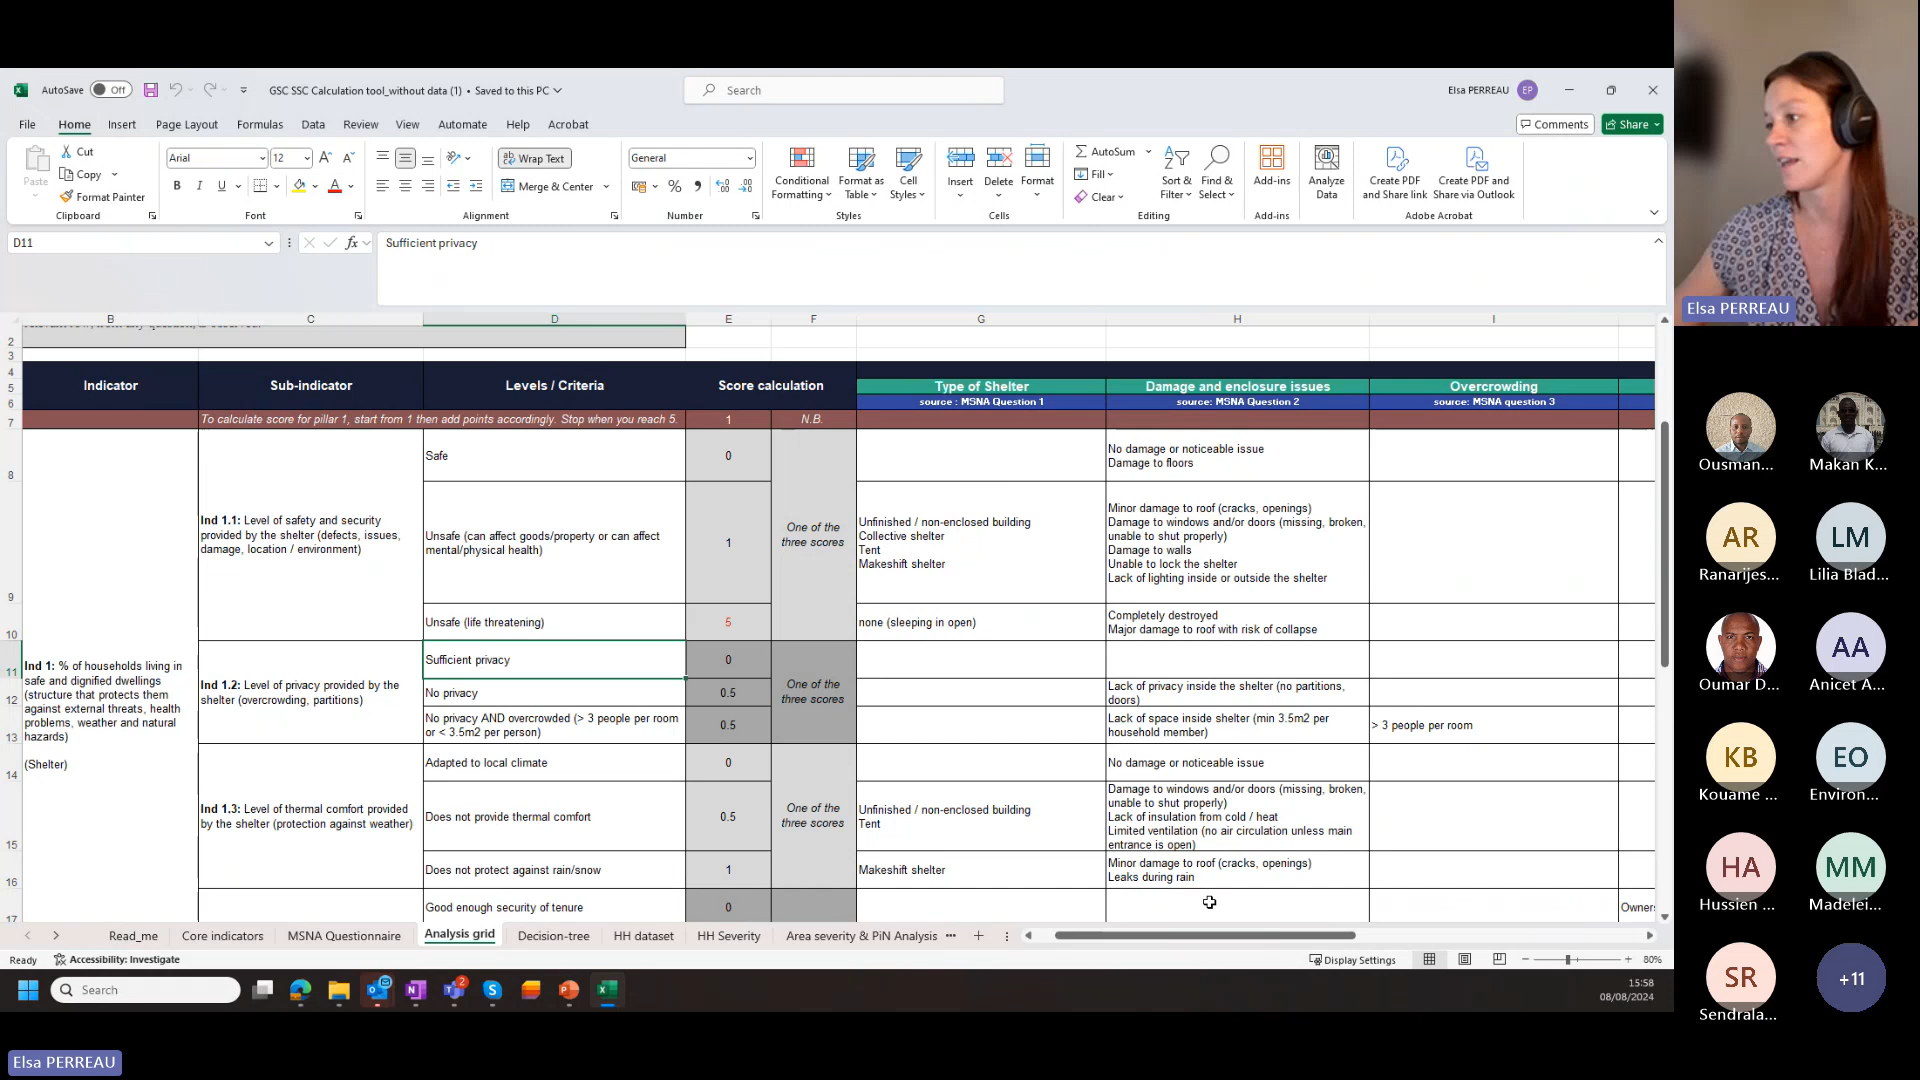 AutoSave Off GSC SSC Calculation tool_without data (1) • Saved to this PC Search Elsa PERREAU EP
File Home Insert Page Layout Formulas Data Review View Automate Help Acrobat Comments Share
Paste Cut Copy Format Painter Clipboard
Arial 12 B I U Font
Wrap Text Merge & Center Alignment
General Number
Conditional Formatting Format as Table Cell Styles Styles
Insert Delete Format Cells
AutoSum Fill Clear Sort & Filter Find & Select Editing
Add-ins Add-ins
Analyze Data
Create PDF and Share link Create PDF and Share via Outlook Adobe Acrobat
D11 fx Sufficient privacy
B C D E F G H I
2
3
4
5 Indicator Sub-indicator Levels / Criteria Score calculation Type of Shelter Damage and enclosure issues Overcrowding
6 source : MSNA Question 1 source: MSNA Question 2 source: MSNA question 3
7 To calculate score for pillar 1, start from 1 then add points accordingly. Stop when you reach 5. 1 N.B.
8 Safe 0
No damage or noticeable issue
Damage to floors
Ind 1.1: Level of safety and security
provided by the shelter (defects, issues,
damage, location / environment)
Unsafe (can affect goods/property or can affect
mental/physical health)
1
One of the
three scores
Unfinished / non-enclosed building
Collective shelter
Tent
Makeshift shelter
Minor damage to roof (cracks, openings)
Damage to windows and/or doors (missing, broken,
unable to shut properly)
Damage to walls
Unable to lock the shelter
Lack of lighting inside or outside the shelter
9
10 Unsafe (life threatening) 5 none (sleeping in open)
Completely destroyed
Major damage to roof with risk of collapse
Ind 1: % of households living in
safe and dignified dwellings
(structure that protects them
against external threats, health
problems, weather and natural
hazards)
(Shelter)
11 Sufficient privacy 0
Ind 1.2: Level of privacy provided by the
shelter (overcrowding, partitions)
12 No privacy 0.5
One of the
three scores
Lack of privacy inside the shelter (no partitions,
doors)
13 No privacy AND overcrowded (> 3 people per room
or < 3.5m2 per person)
0.5
Lack of space inside shelter (min 3.5m2 per
household member)
> 3 people per room
14 Adapted to local climate 0 No damage or noticeable issue
Ind 1.3: Level of thermal comfort provided
by the shelter (protection against weather)
15 Does not provide thermal comfort 0.5
One of the
three scores
Unfinished / non-enclosed building
Tent
Damage to windows and/or doors (missing, broken,
unable to shut properly)
Lack of insulation from cold / heat
Limited ventilation (no air circulation unless main
entrance is open)
16 Does not protect against rain/snow 1 Makeshift shelter
Minor damage to roof (cracks, openings)
Leaks during rain
17 Good enough security of tenure 0
Read_me Core indicators MSNA Questionnaire Analysis grid Decision-tree HH dataset HH Severity Area severity & PiN Analysis
Ready Accessibility: Investigate Display Settings 80%
Search 2 15:58
08/08/2024
Elsa PERREAU
Elsa PERREAU
Ousman... Makan K...
AR LM
Ranarijes... Lilia Blad...
AA
Oumar D... Anicet A...
KB EO
Kouame ... Environ...
HA MM
Hussien ... Madelei...
SR +11
Sendrala...